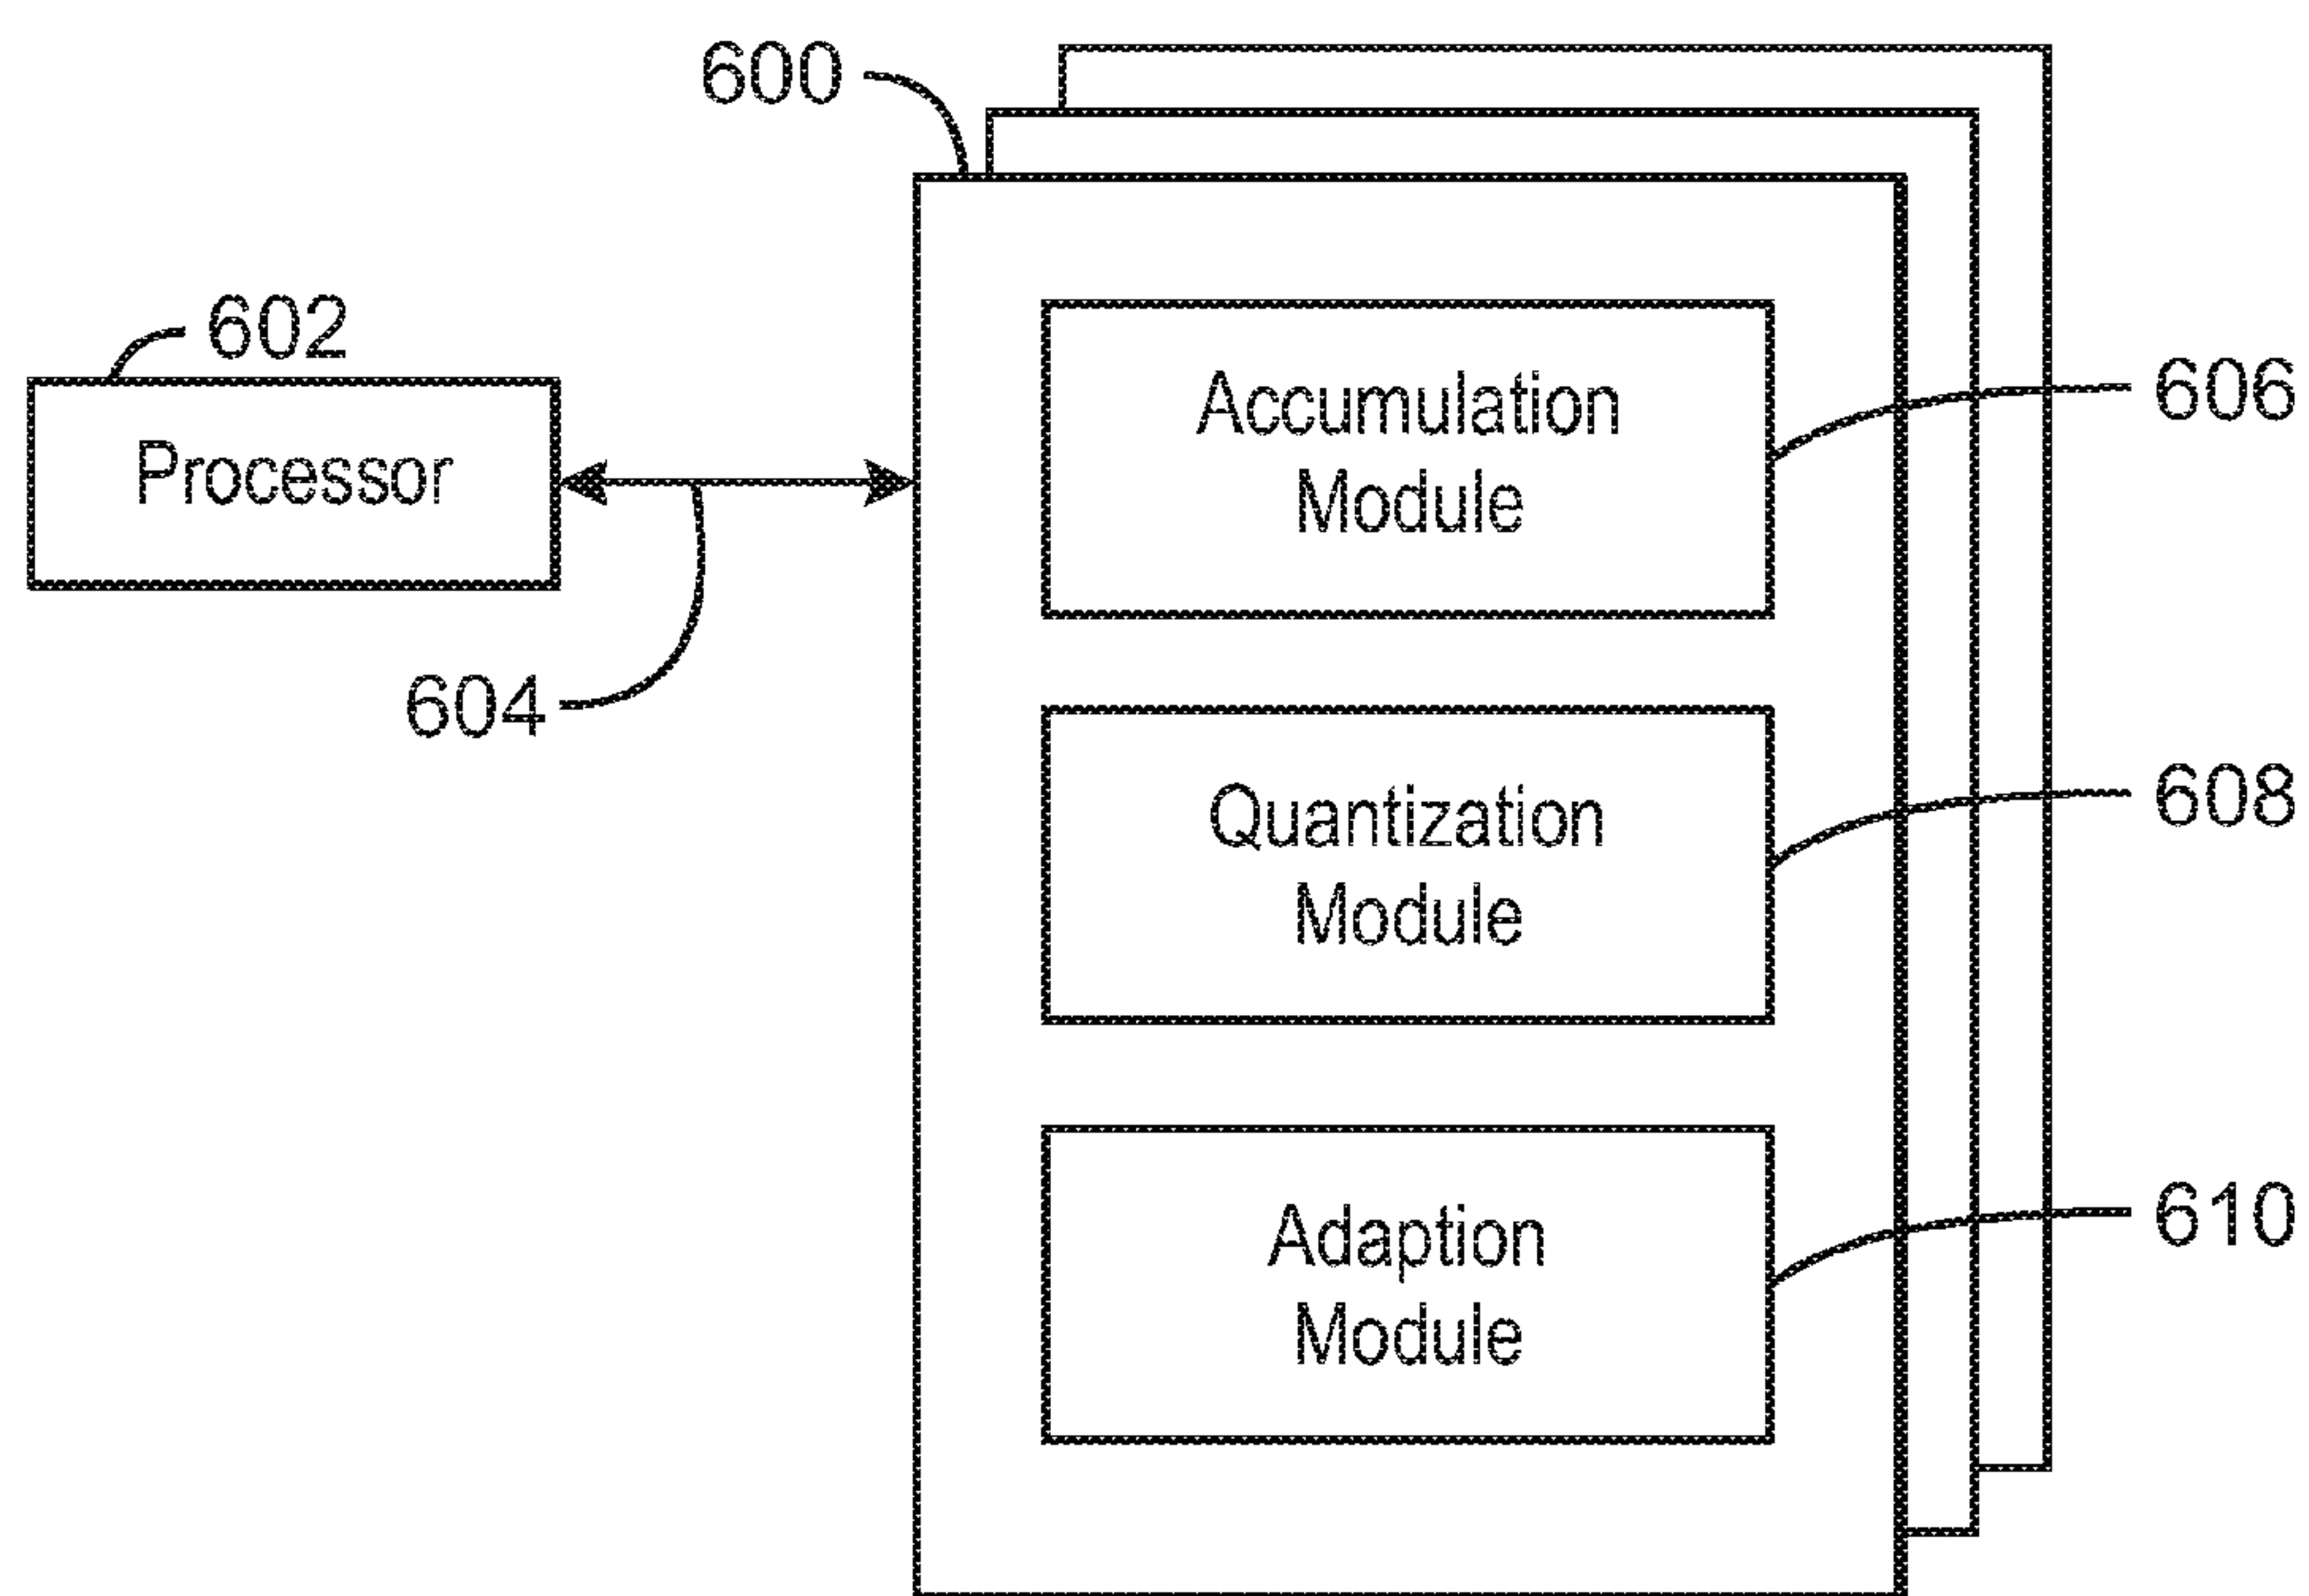 600
602
Processor
604
Accumulation
Module
606
Quantization
Module
608
Adaption
Module
610